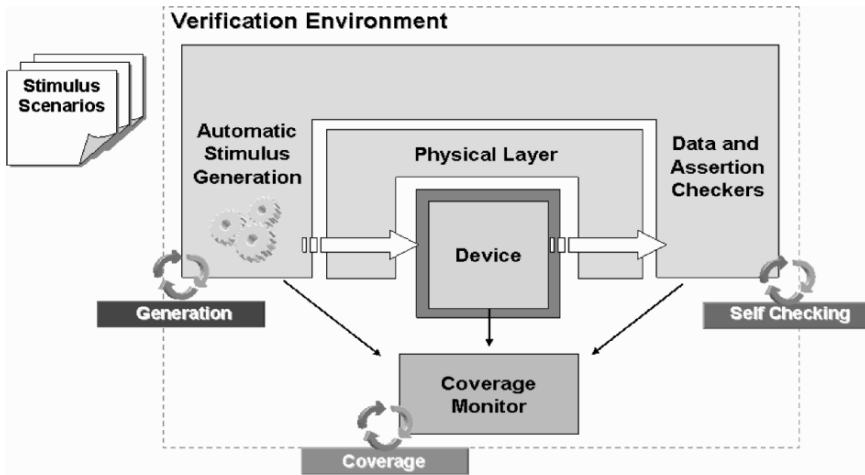 Verification Environment
Stimulus
Scenarios
Automatic
Stimulus
Generation
Physical Layer
Data and
Assertion
Checkers
Device
Generation
Self Checking
Coverage
Monitor
Coverage